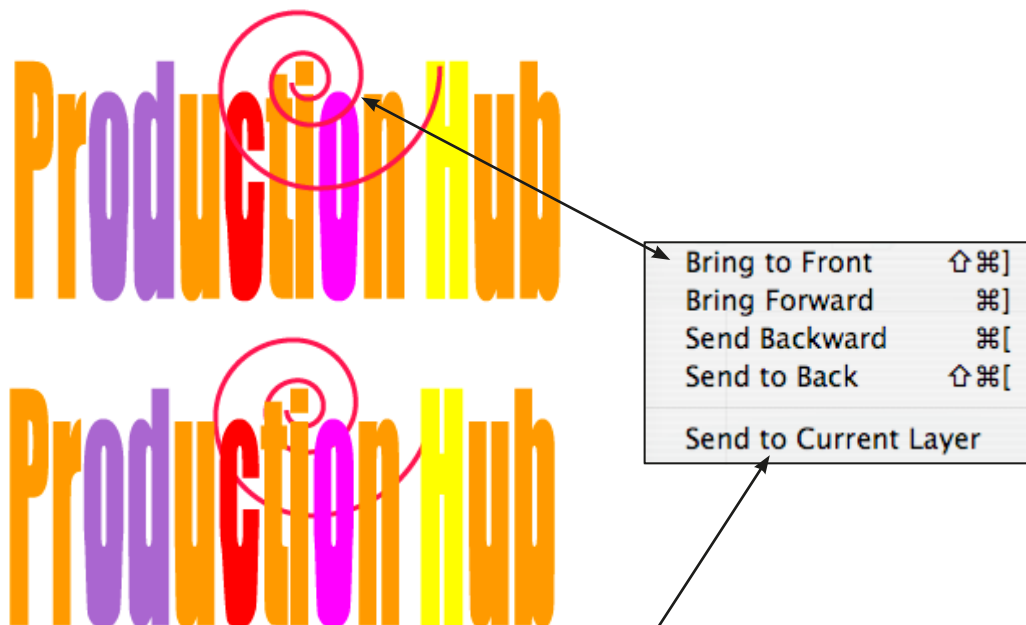 Production Hub
Bring to Front ⇧⌘]
Bring Forward ⌘]
Send Backward ⌘[
Send to Back ⇧⌘[
Send to Current Layer
Production Hub